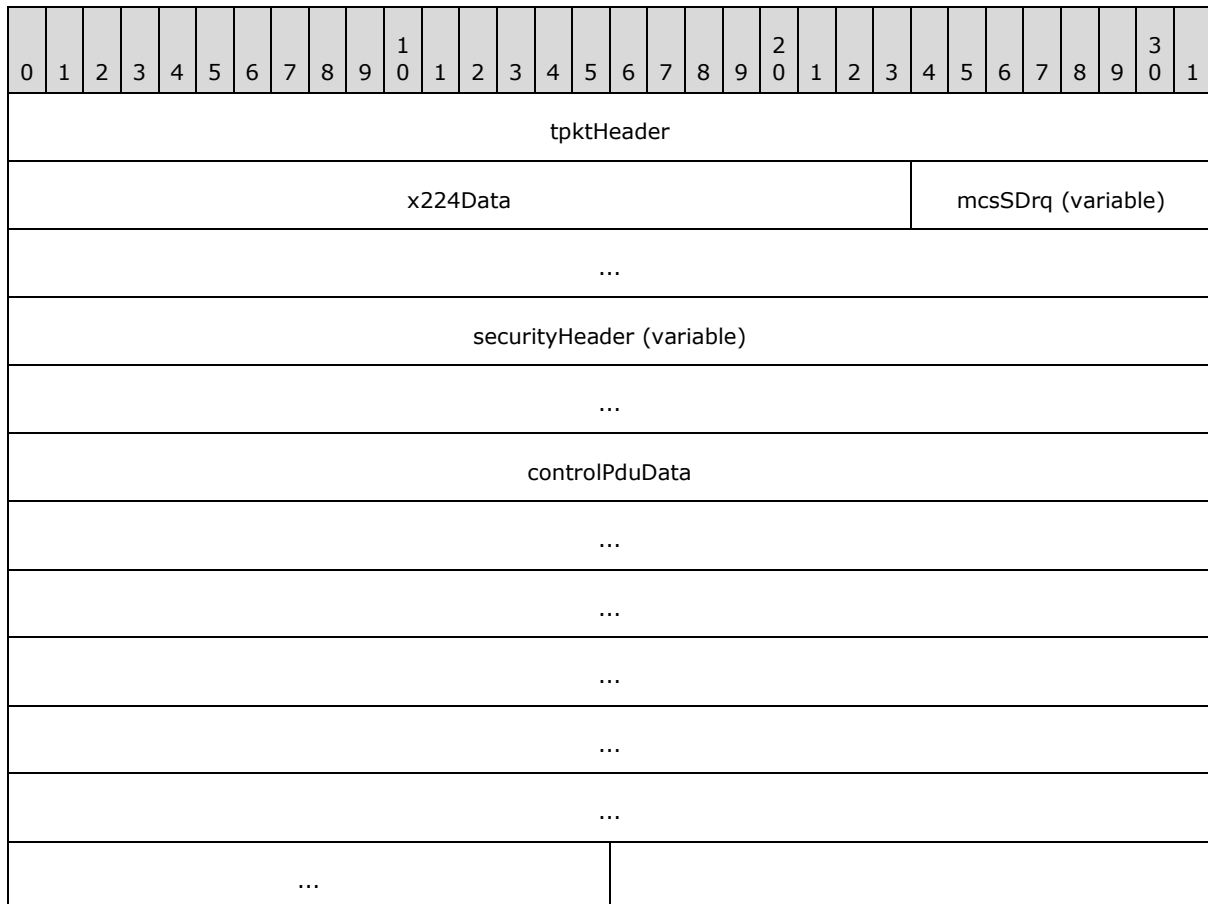 1 2 3
0 1 2 3 4 5 6 7 8 9 0 1 2 3 4 5 6 7 8 9 0 1 2 3 4 5 6 7 8 9 0 1
tpktHeader
x224Data mcsSDrq (variable)
...
securityHeader (variable)
...
controlPduData
...
...
...
...
...
...